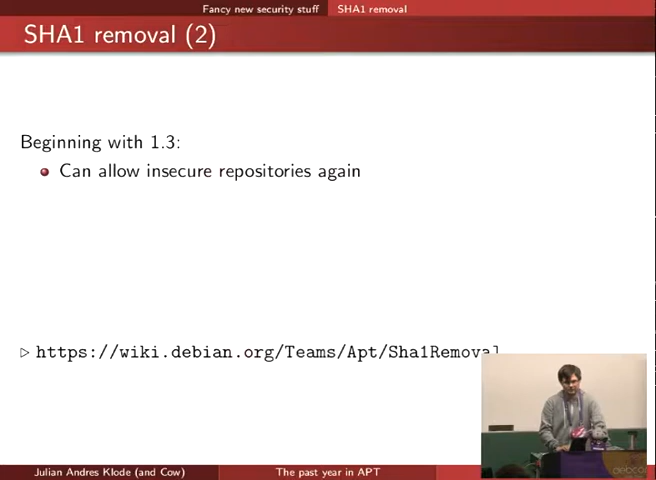 Fancy new security stuff SHA1 removal
SHA1 removal (2)
Beginning with 1.3:
Can allow insecure repositories again
https://wiki.debian.org/Teams/Apt/Sha1Removal
Julian Andres Klode (and Cow) The past year in APT